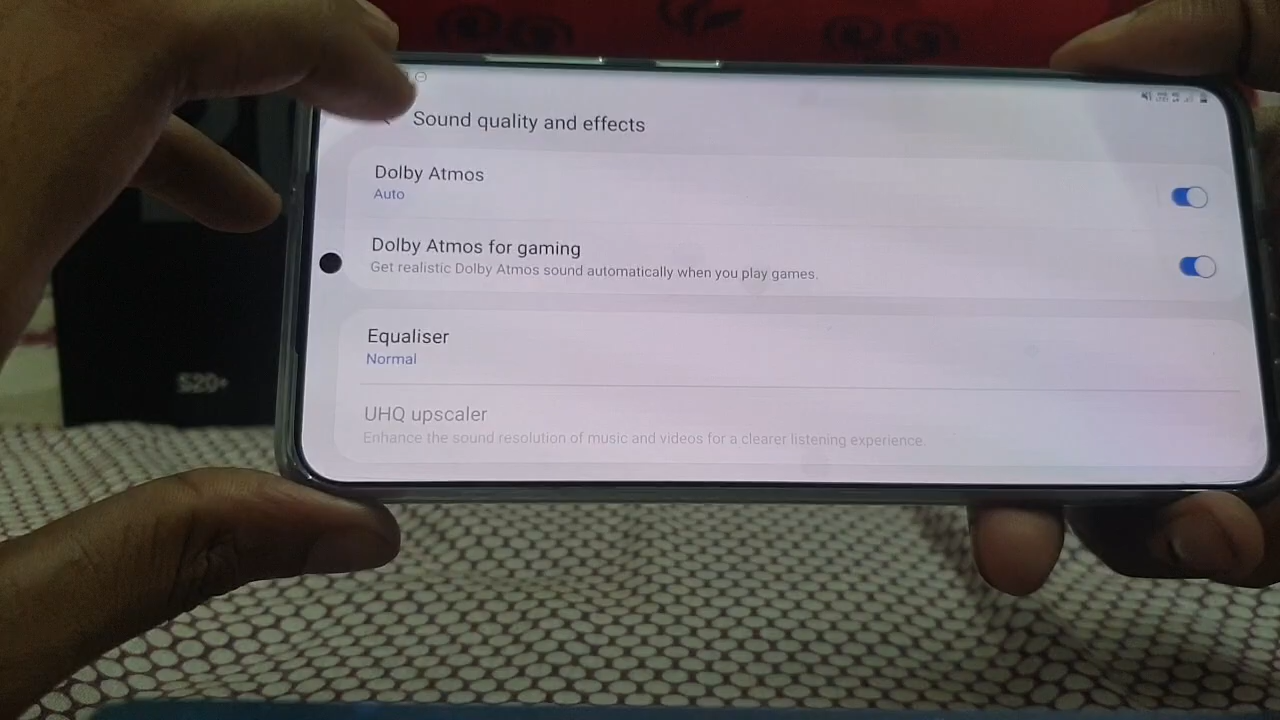 Sound quality and effects
Dolby Atmos
Auto
Dolby Atmos for gaming
Get realistic Dolby Atmos sound automatically when you play games.
Equaliser
Normal
UHQ upscaler
Enhance the sound resolution of music and videos for a clearer listening experience.
S20+